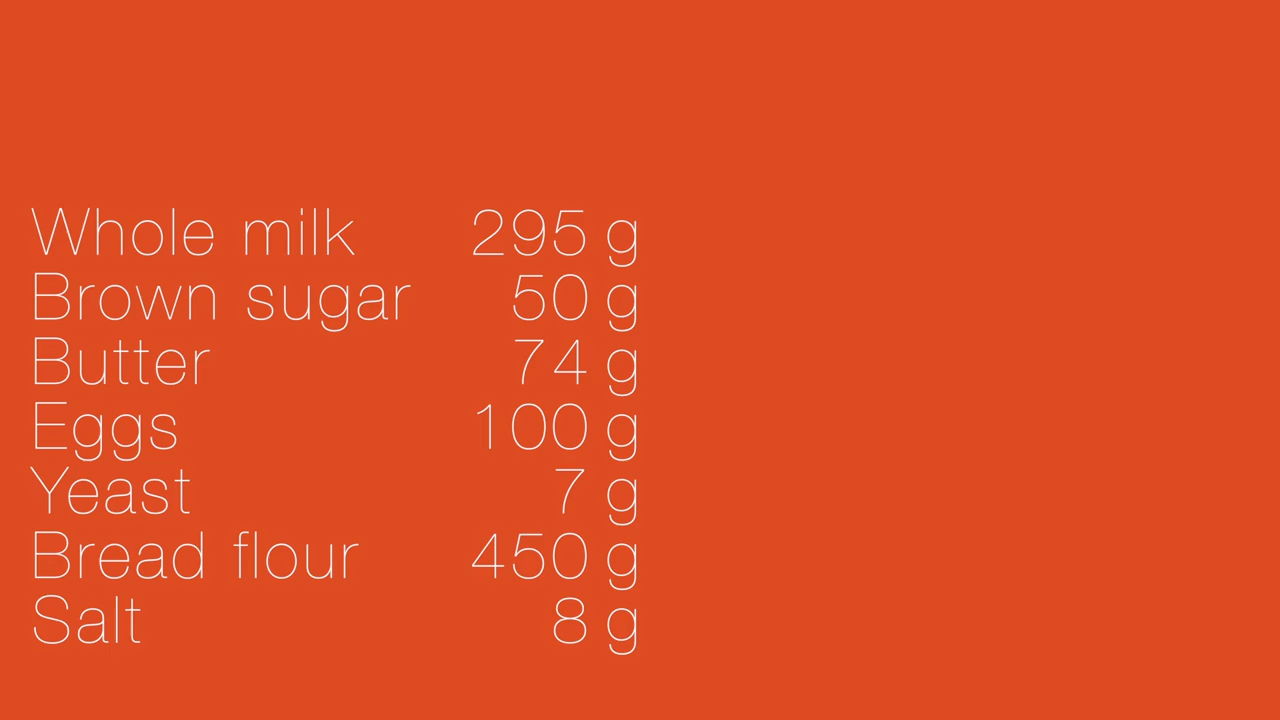 Whole milk 295 g
Brown sugar 50 g
Butter 74 g
Eggs 100 g
Yeast 7 g
Bread flour 450 g
Salt 8 g